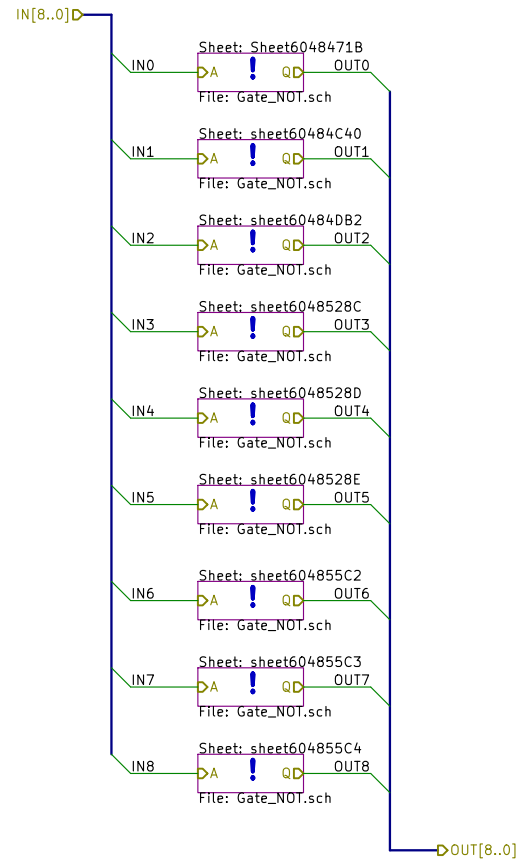 IN[8..0]
Sheet: Sheet6048471B
IN0 A ! Q OUT0
File: Gate_NOT.sch
Sheet: sheet60484C40
IN1 A ! Q OUT1
File: Gate_NOT.sch
Sheet: sheet60484DB2
IN2 A ! Q OUT2
File: Gate_NOT.sch
Sheet: sheet6048528C
IN3 A ! Q OUT3
File: Gate_NOT.sch
Sheet: sheet6048528D
IN4 A ! Q OUT4
File: Gate_NOT.sch
Sheet: sheet6048528E
IN5 A ! Q OUT5
File: Gate_NOT.sch
Sheet: sheet604855C2
IN6 A ! Q OUT6
File: Gate_NOT.sch
Sheet: sheet604855C3
IN7 A ! Q OUT7
File: Gate_NOT.sch
Sheet: sheet604855C4
IN8 A ! Q OUT8
File: Gate_NOT.sch
OUT[8..0]